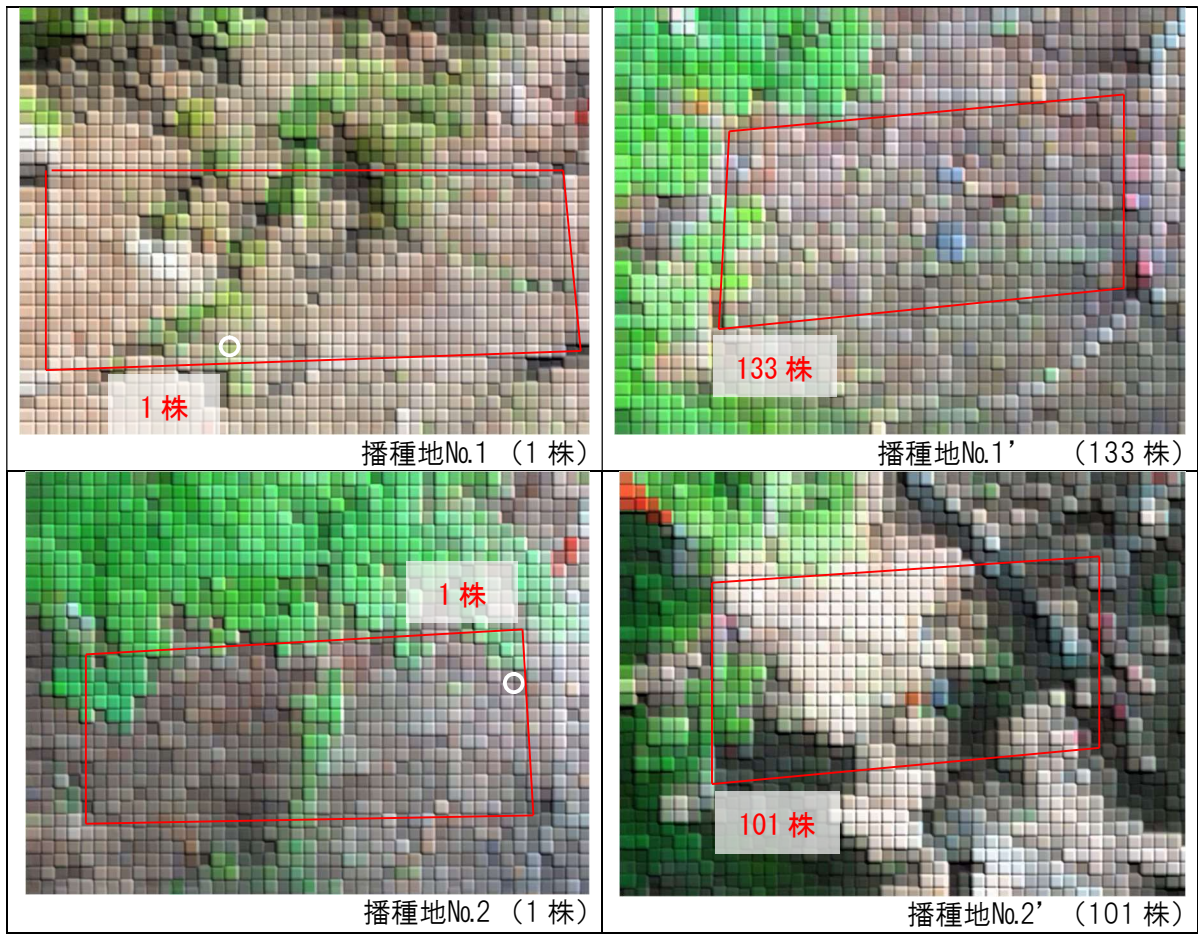 1 株
播種地№1 （1 株）
133 株
播種地№1’ （133 株）
1 株
播種地№2 （1 株）
101 株
播種地№2’ （101 株）